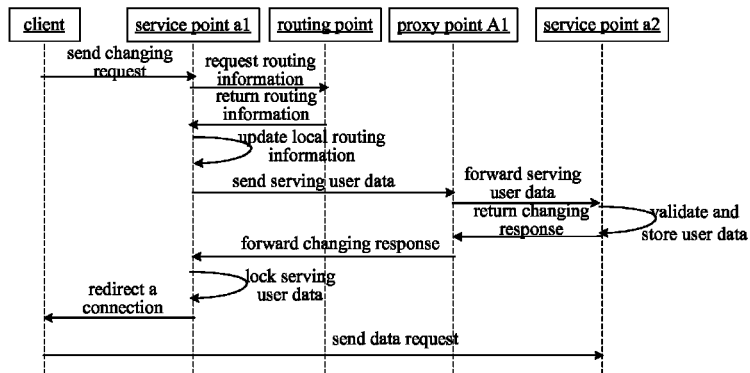 client
service point a1
routing point
proxy point A1
service point a2
send changing
request
request routing
information
return routing
information
update local routing
information
send serving user data
forward serving
user data
return changing
response
validate and
store user data
forward changing response
lock serving
user data
redirect a
connection
send data request